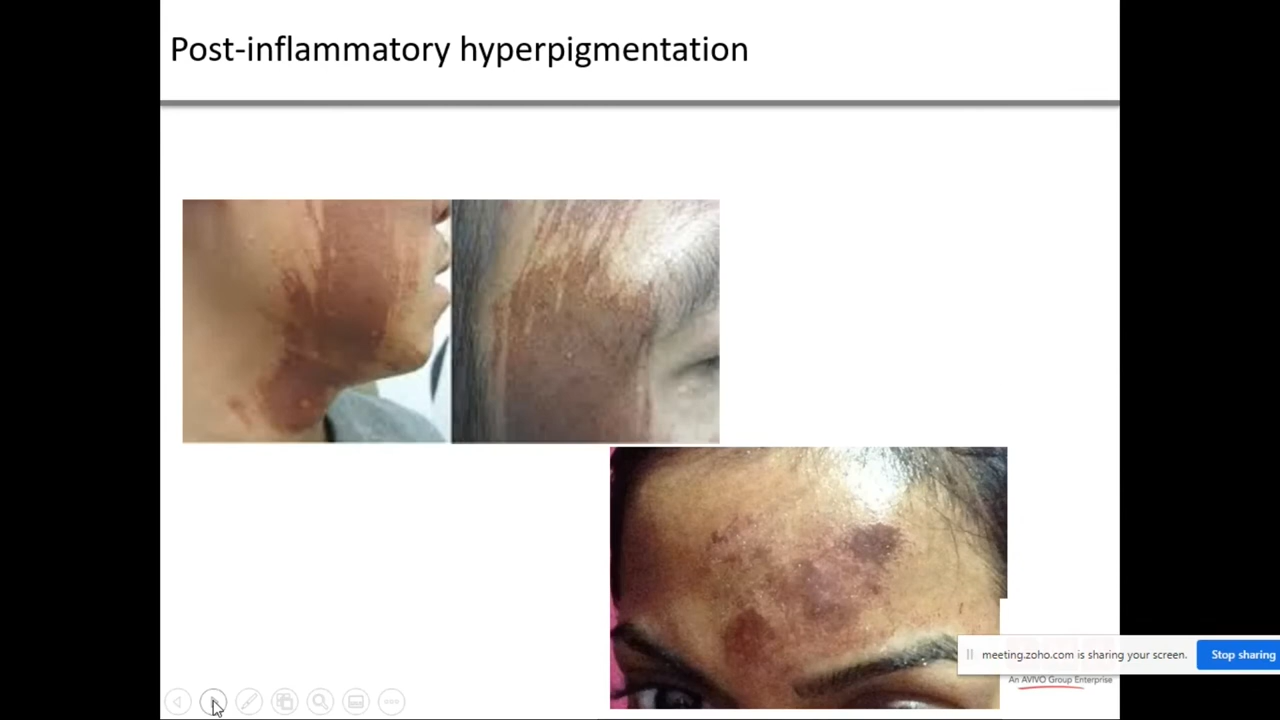 Post-inflammatory hyperpigmentation
meeting.zoho.com is sharing your screen.
Stop sharing
An AVIVO Group Enterprise